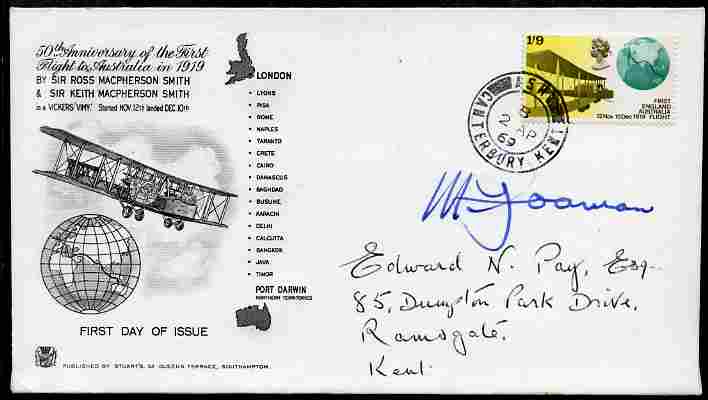 50th Anniversary of the First
Flight to Australia in 1919
BY SIR ROSS MACPHERSON SMITH
& SIR KEITH MACPHERSON SMITH
in a VICKERS 'VIMY.' Started NOV. 12th landed DEC. 10th.
LONDON
• LYONS
• PISA
• ROME
• NAPLES
• TARANTO
• CRETE
• CAIRO
• DAMASCUS
• BAGHDAD
• BUSHIRE
• KARACHI
• DELHI
• CALCUTTA
• BANGKOK
• JAVA
• TIMOR
PORT DARWIN
NORTHERN TERRITORIES
FIRST DAY OF ISSUE
PUBLISHED BY STUART'S, 52 QUEENS TERRACE, SOUTHAMPTON.
1/9
FIRST
ENGLAND
AUSTRALIA
FLIGHT
12 Nov 10 Dec 1919
ASH
B
2 AP
69
CANTERBURY KENT
M Yoaman
Edward N. Pay, Esq.
85, Dumpton Park Drive,
Ramsgate.
Kent.